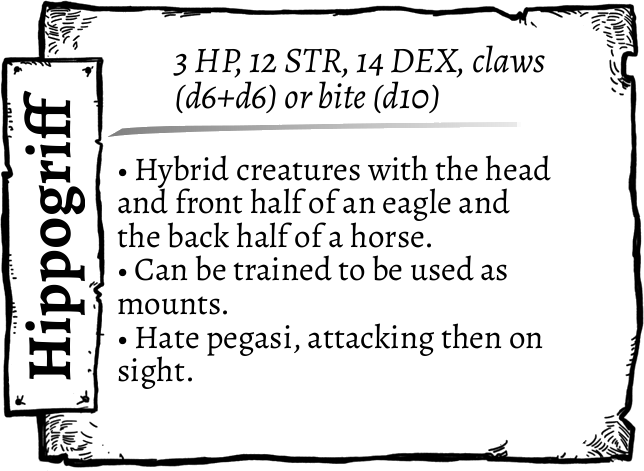 Hippogriff
3 HP, 12 STR, 14 DEX, claws
(d6+d6) or bite (d10)
• Hybrid creatures with the head
and front half of an eagle and
the back half of a horse.
• Can be trained to be used as
mounts.
• Hate pegasi, attacking then on
sight.